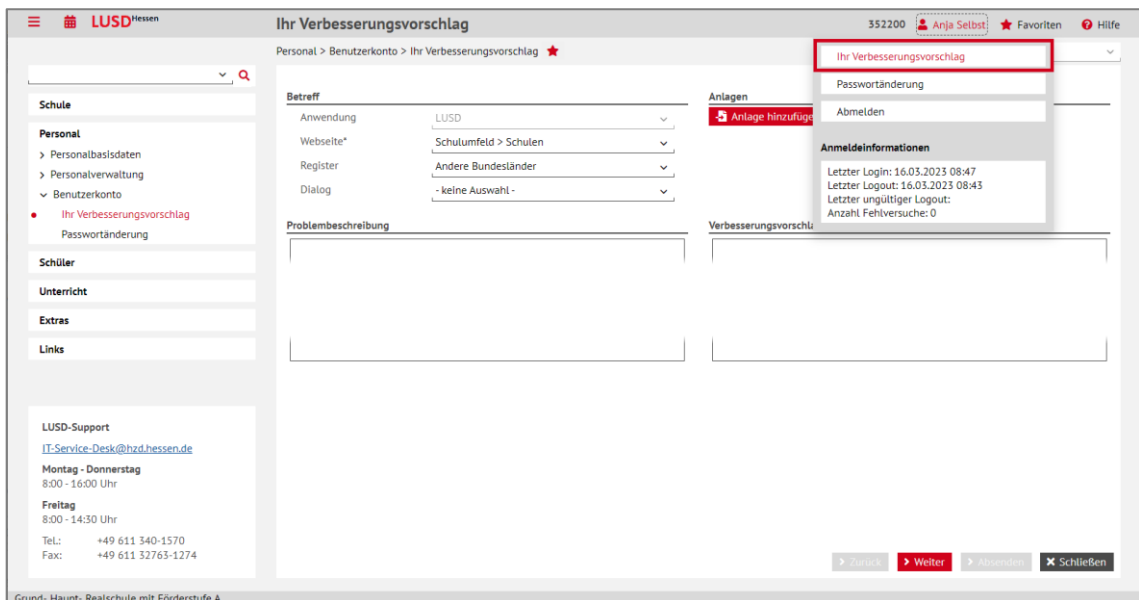 LUSD Hessen
Ihr Verbesserungsvorschlag
352200 Anja Selbst Favoriten Hilfe
Personal > Benutzerkonto > Ihr Verbesserungsvorschlag
Ihr Verbesserungsvorschlag
Passwortänderung
Abmelden
Anmeldeinformationen
Letzter Login: 16.03.2023 08:47
Letzter Logout: 16.03.2023 08:43
Letzter ungültiger Logout:
Anzahl Fehlversuche: 0
Schule
Personal
> Personalbasisdaten
> Personalverwaltung
Benutzerkonto
Ihr Verbesserungsvorschlag
Passwortänderung
Schüler
Unterricht
Extras
Links
LUSD-Support
IT-Service-Desk@hzd.hessen.de
Montag - Donnerstag
8:00 - 16:00 Uhr
Freitag
8:00 - 14:30 Uhr
Tel.: +49 611 340-1570
Fax: +49 611 32763-1274
Betreff
Anwendung LUSD
Webseite* Schulumfeld > Schulen
Register Andere Bundesländer
Dialog - keine Auswahl -
Anlagen
Anlage hinzufüge
Problembeschreibung
Verbesserungsvorschla
> Zurück > Weiter > Absenden X Schließen
Grund- Haupt- Realschule mit Förderstufe A